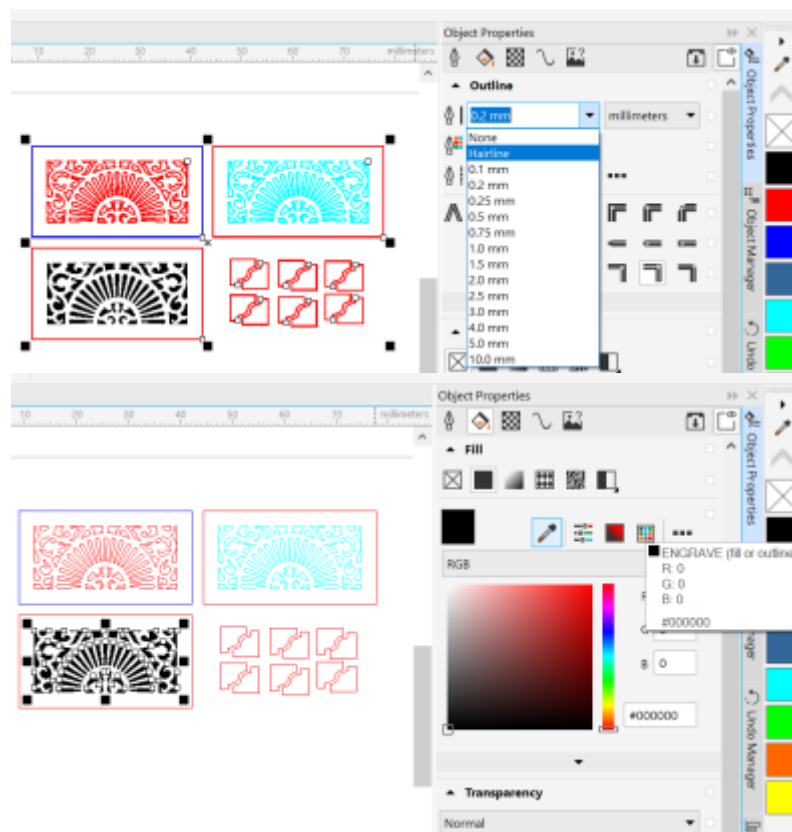 Object Properties
10 20 30 40 50 60 70 millimeters
Outline
0.2 mm
millimeters
None
Hairline
0.1 mm
0.2 mm
0.25 mm
0.5 mm
0.75 mm
1.0 mm
1.5 mm
2.0 mm
2.5 mm
3.0 mm
4.0 mm
5.0 mm
10.0 mm
Object Properties
Object Manager
Undo
Object Properties
10 20 30 40 50 60 70 millimeters
Fill
RGB
ENGRAVE (fill or outline
R: 0
G: 0
B: 0
#000000
B 0
#000000
Transparency
Normal
Object Properties
Undo Manager